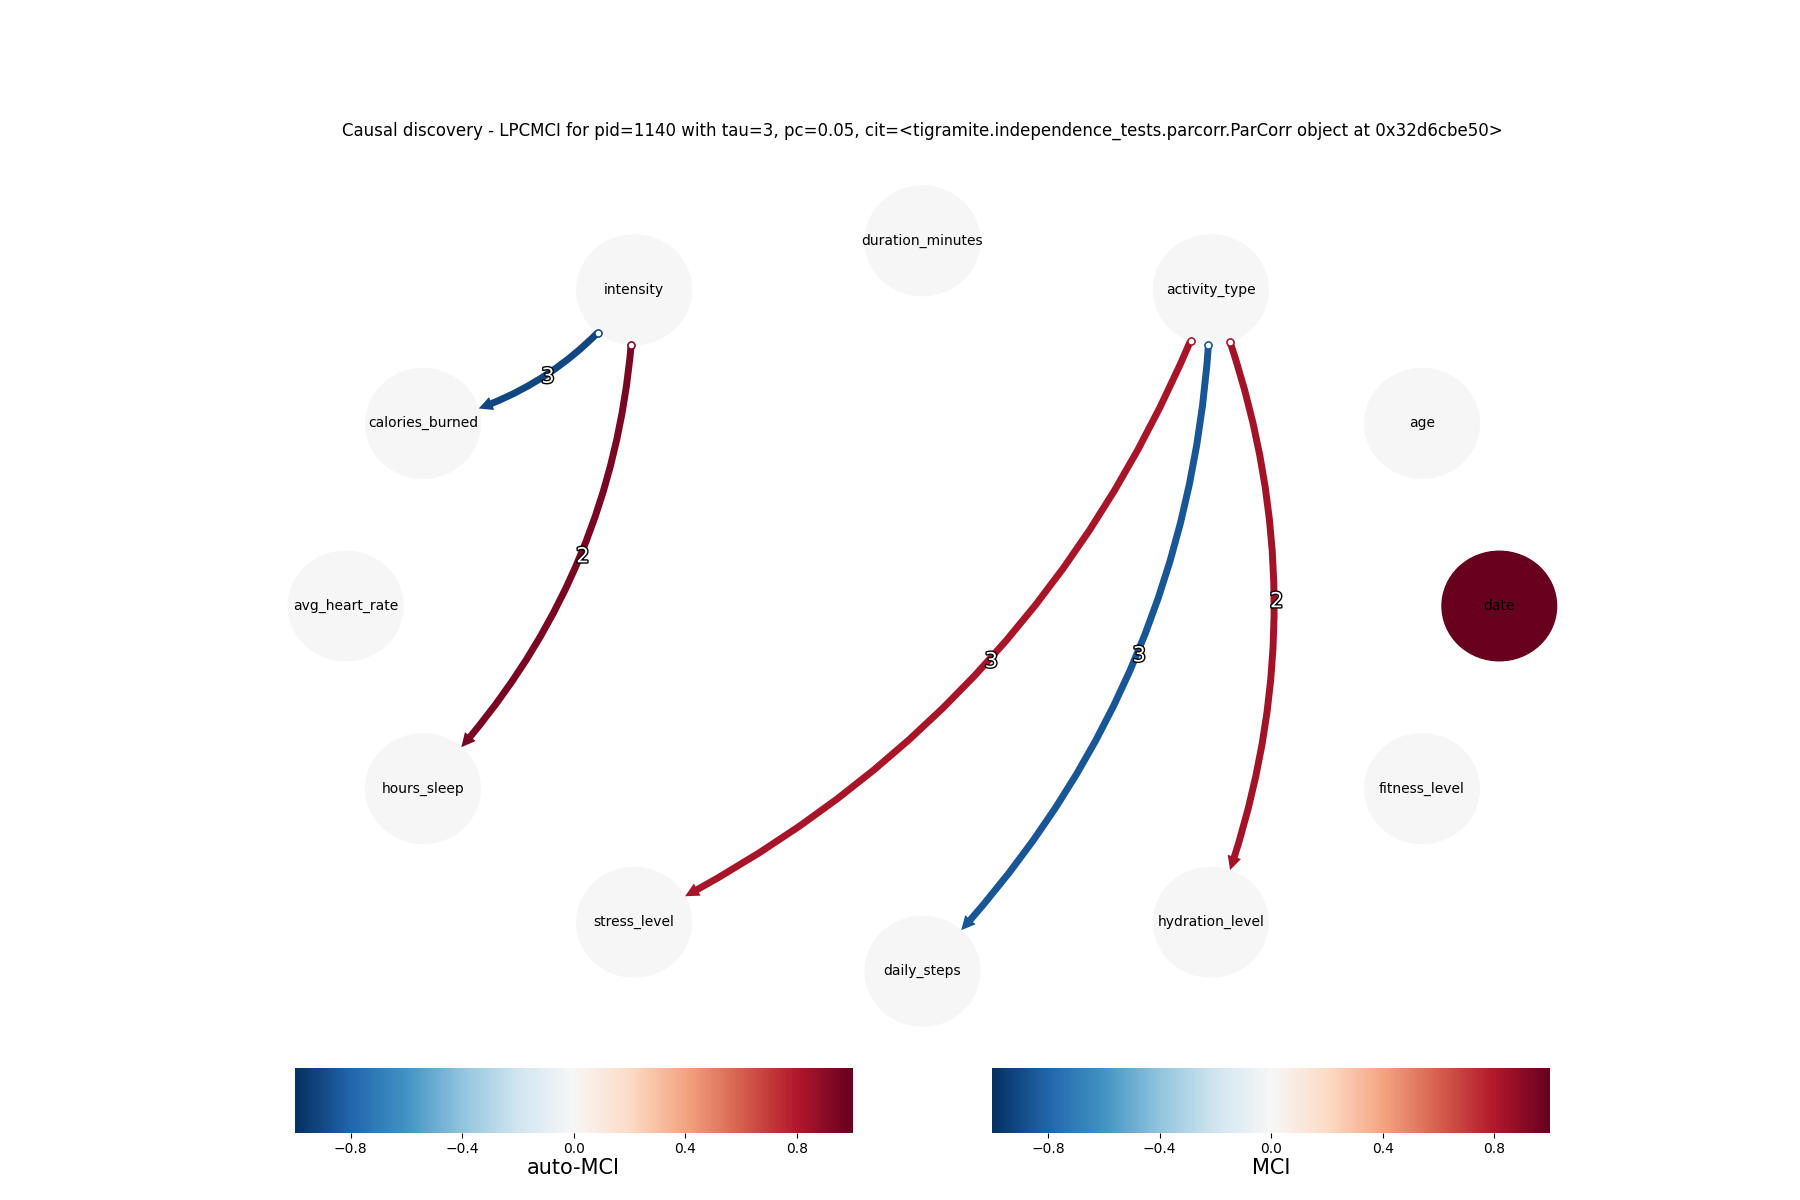 Causal discovery - LPCMCI for pid=1140 with tau=3, pc=0.05, cit=<tigramite.independence_tests.parcorr.ParCorr object at 0x32d6cbe50>
duration_minutes
intensity
activity_type
3
calories_burned
age
2
2
avg_heart_rate
date
3
3
hours_sleep
fitness_level
stress_level
hydration_level
daily_steps
−0.8 −0.4 0.0 0.4 0.8
auto-MCI
−0.8 −0.4 0.0 0.4 0.8
MCI